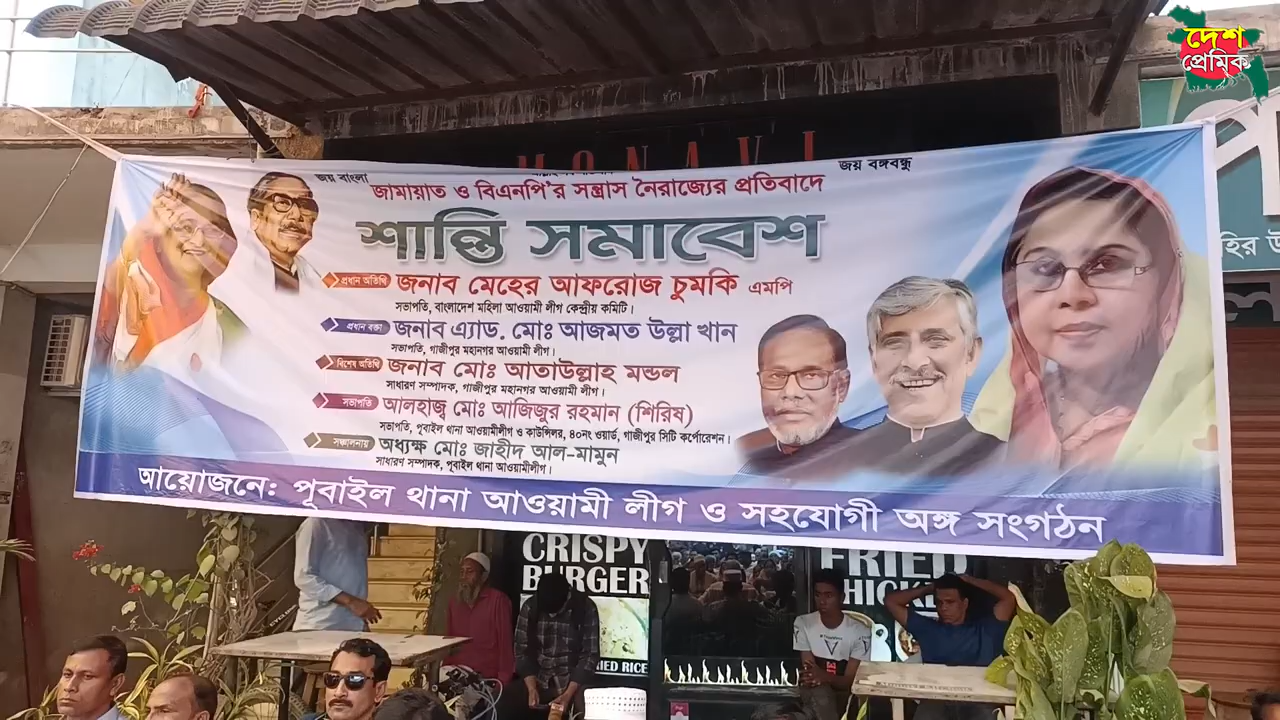 দেশ
প্রেমিক
MONAVI
জয় বাংলা
জয় বঙ্গবন্ধু
জামায়াত ও বিএনপি'র সন্ত্রাস নৈরাজ্যের প্রতিবাদে
শান্তি সমাবেশ
প্রধান অতিথি জনাব মেহের আফরোজ চুমকি এমপি
সভাপতি, বাংলাদেশ মহিলা আওয়ামী লীগ কেন্দ্রীয় কমিটি।
প্রধান বক্তা জনাব এ্যাড. মোঃ আজমত উল্লা খান
সভাপতি, গাজীপুর মহানগর আওয়ামী লীগ।
বিশেষ অতিথি জনাব মোঃ আতাউল্লাহ মন্ডল
সাধারণ সম্পাদক, গাজীপুর মহানগর আওয়ামী লীগ।
সভাপতি আলহাজ্ব মোঃ আজিজুর রহমান (শিরিষ)
সভাপতি, পূবাইল থানা আওয়ামীলীগ ও কাউন্সিলর, ৪০নং ওয়ার্ড, গাজীপুর সিটি কর্পোরেশন।
সঞ্চালনায় অধ্যক্ষ মোঃ জাহীদ আল-মামুন
সাধারণ সম্পাদক, পূবাইল থানা আওয়ামীলীগ।
আয়োজনে: পূবাইল থানা আওয়ামী লীগ ও সহযোগী অঙ্গ সংগঠন
CRISPY
BURGER
FRIED
CHICKEN
FRIED RICE